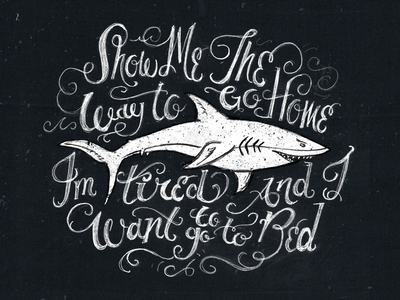 Show Me The
Way to Go Home
I'm tired and I
Want to go to Bed